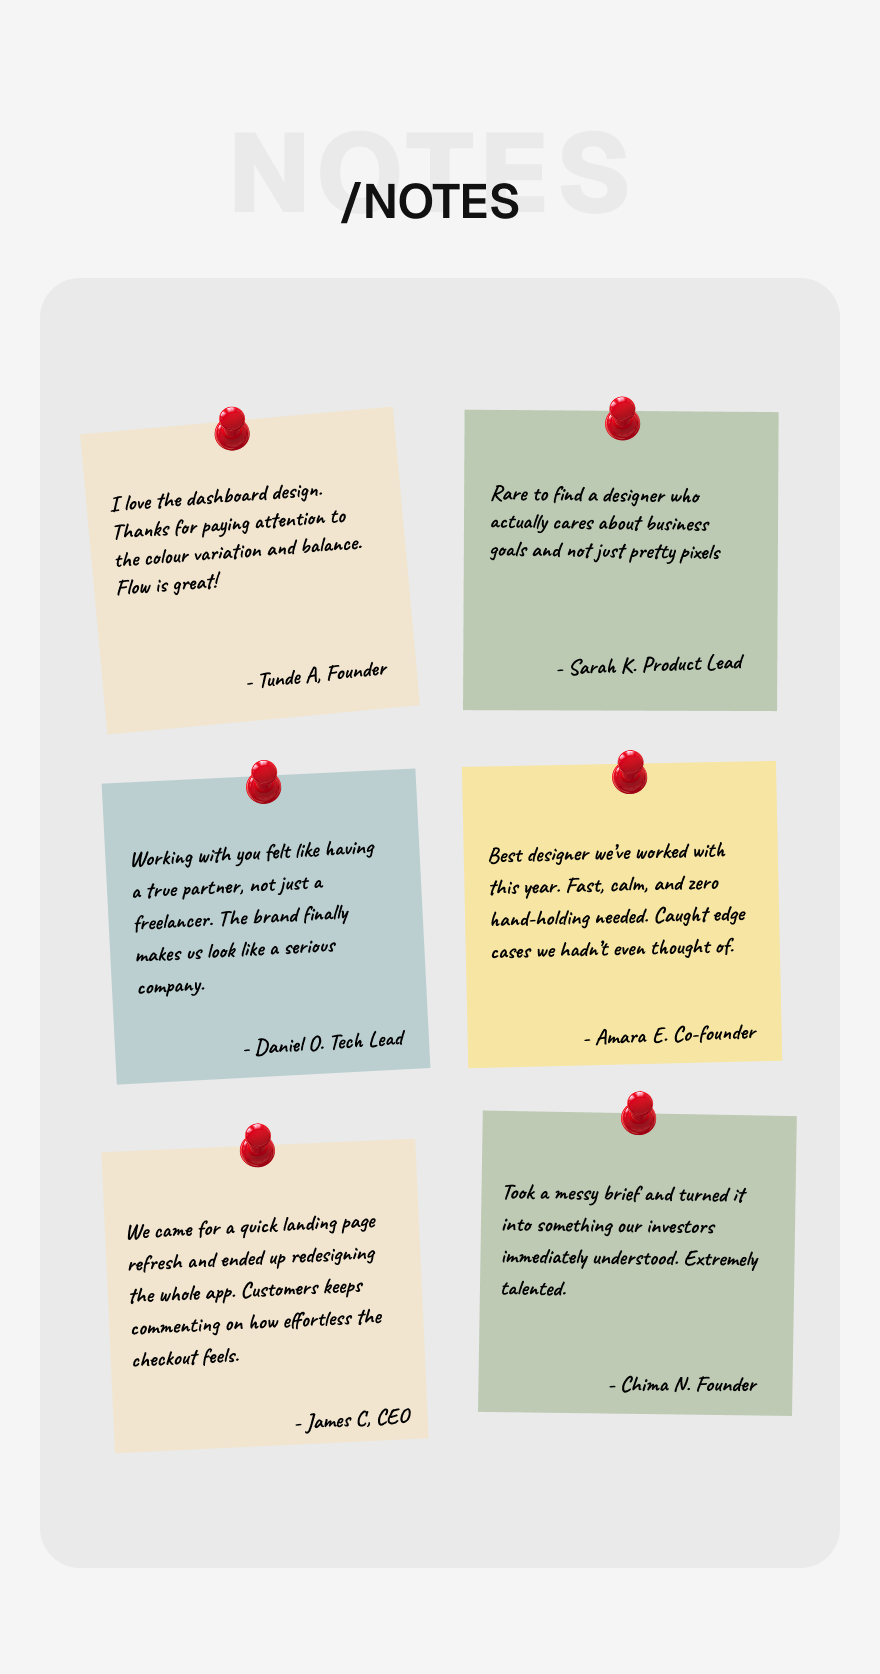 NOTES
/NOTES
I love the dashboard design.
Thanks for paying attention to
the colour variation and balance.
Flow is great!
- Tunde A, Founder
Rare to find a designer who
actually cares about business
goals and not just pretty pixels
- Sarah K. Product Lead
Working with you felt like having
a true partner, not just a
freelancer. The brand finally
makes us look like a serious
company.
- Daniel O. Tech Lead
Best designer we've worked with
this year. Fast, calm, and zero
hand-holding needed. Caught edge
cases we hadn't even thought of.
- Amara E. Co-founder
We came for a quick landing page
refresh and ended up redesigning
the whole app. Customers keeps
commenting on how effortless the
checkout feels.
- James C, CEO
Took a messy brief and turned it
into something our investors
immediately understood. Extremely
talented.
- Chima N. Founder